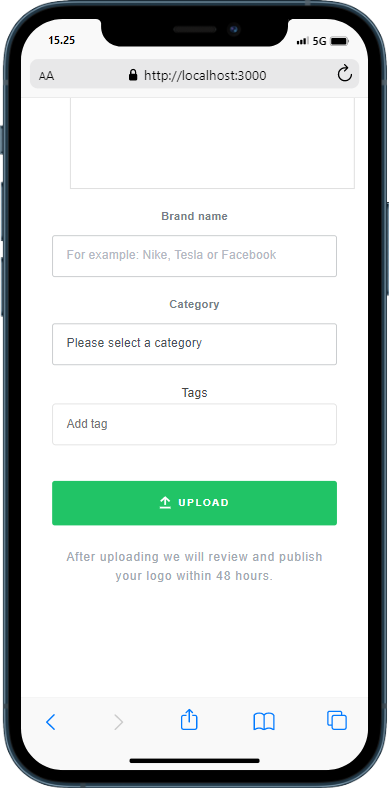 15.25
5G
AA
http://localhost:3000
Brand name
For example: Nike, Tesla or Facebook
Category
Please select a category
Tags
Add tag
UPLOAD
After uploading we will review and publish
your logo within 48 hours.